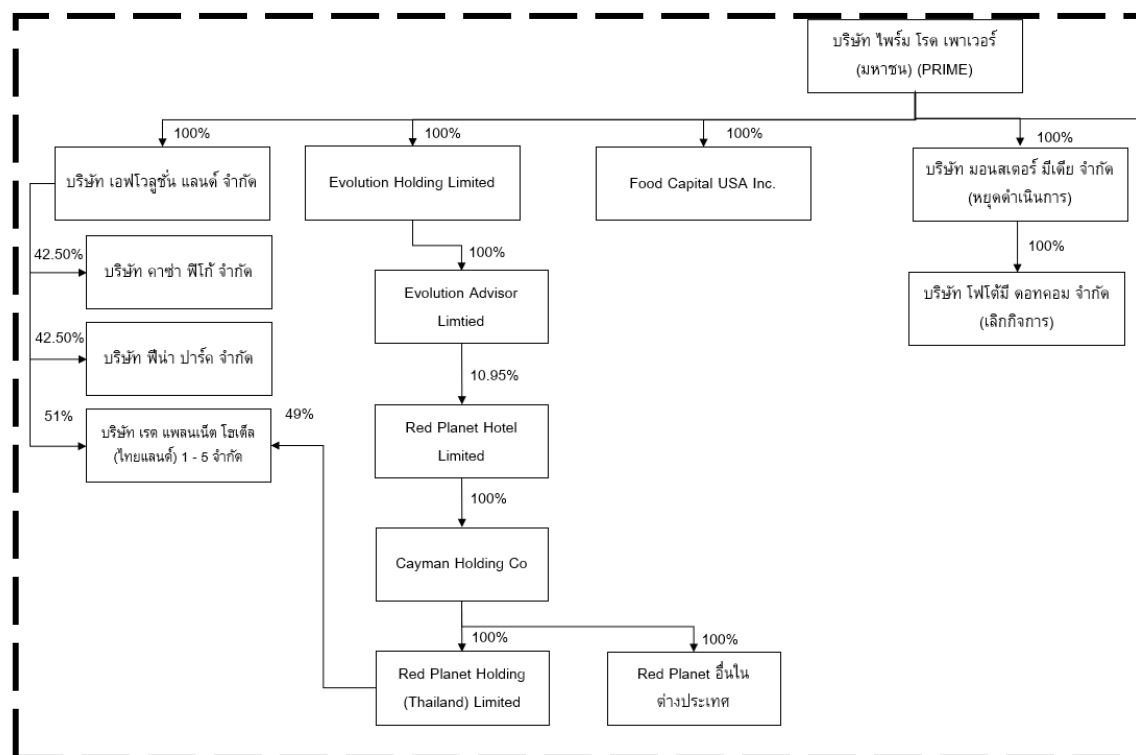 บริษัท ไพร์ม โรด เพาเวอร์
(มหาชน) (PRIME)
100%
100%
100%
100%
บริษัท เอฟโวลูชั่น แลนด์ จำกัด
Evolution Holding Limited
Food Capital USA Inc.
บริษัท มอนสเตอร์ มีเดีย จำกัด
(หยุดดำเนินการ)
42.50%
บริษัท คาซ่า ฟีโก้ จำกัด
100%
100%
Evolution Advisor
Limtied
บริษัท โฟโต้มี ดอทคอม จำกัด
(เลิกกิจการ)
42.50%
บริษัท ฟีน่า ปาร์ค จำกัด
10.95%
51%
บริษัท เรด แพลนเน็ต โฮเต็ล
(ไทยแลนด์) 1 - 5 จำกัด
49%
Red Planet Hotel
Limited
100%
Cayman Holding Co
100%
100%
Red Planet Holding
(Thailand) Limited
Red Planet อื่นใน
ต่างประเทศ